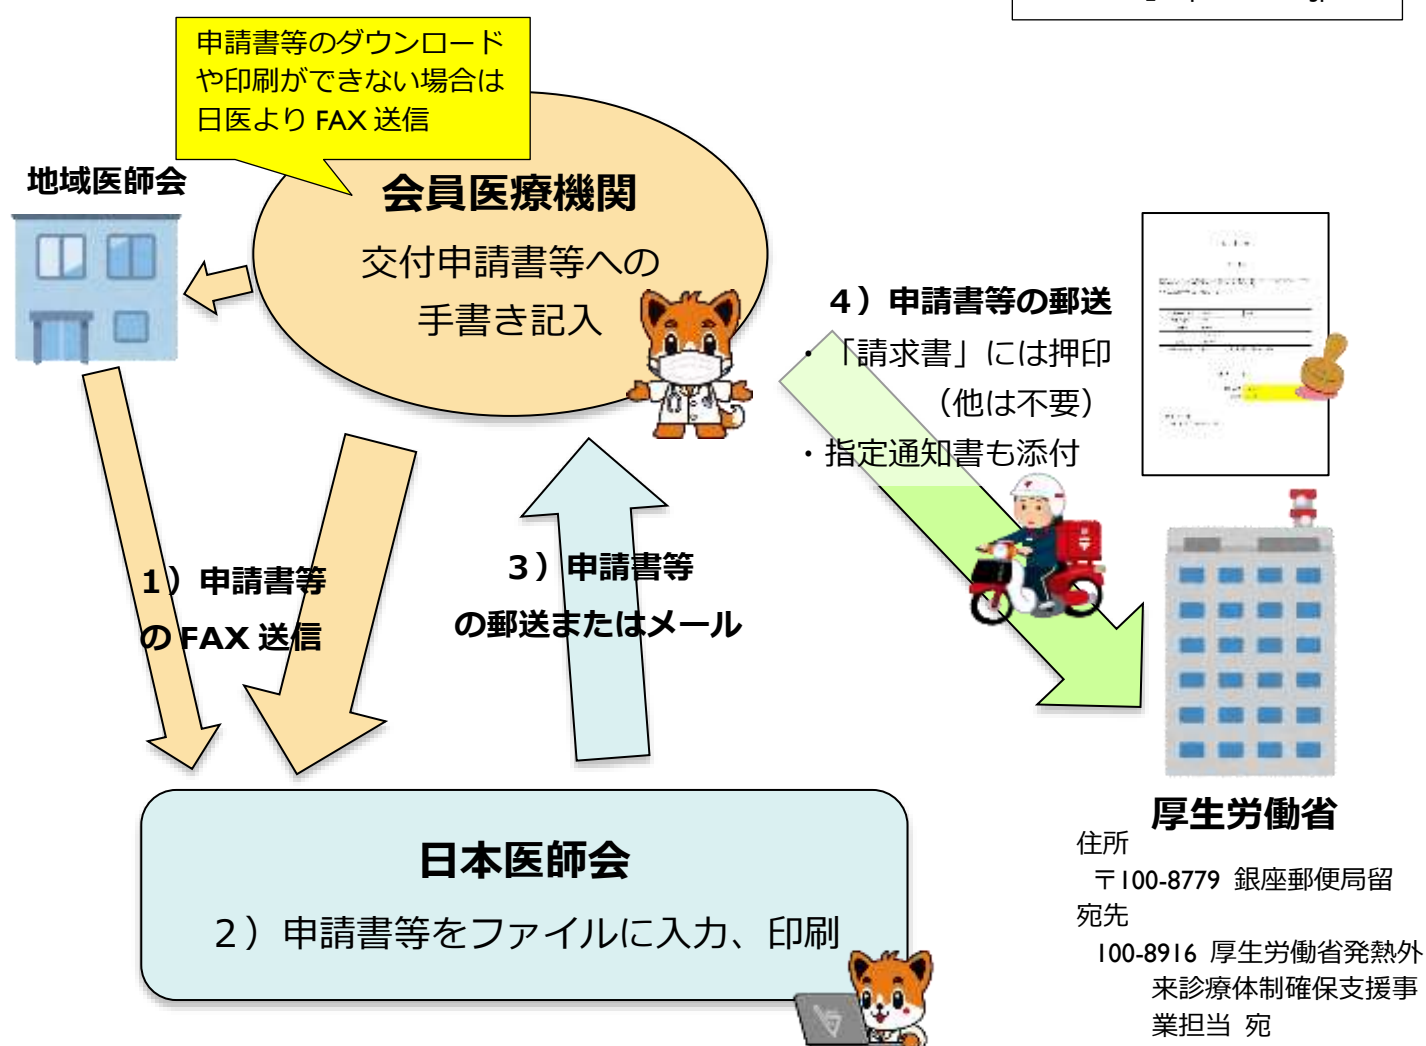 申請書等のダウンロード
や印刷ができない場合は
日医より FAX 送信
地域医師会
会員医療機関
交付申請書等への
手書き記入
4）申請書等の郵送
・「請求書」には押印
（他は不要）
・指定通知書も添付
1）申請書等
の FAX 送信
3）申請書等
の郵送またはメール
日本医師会
2）申請書等をファイルに入力、印刷
厚生労働省
住所
〒100-8779 銀座郵便局留
宛先
100-8916 厚生労働省発熱外
来診療体制確保支援事
業担当 宛